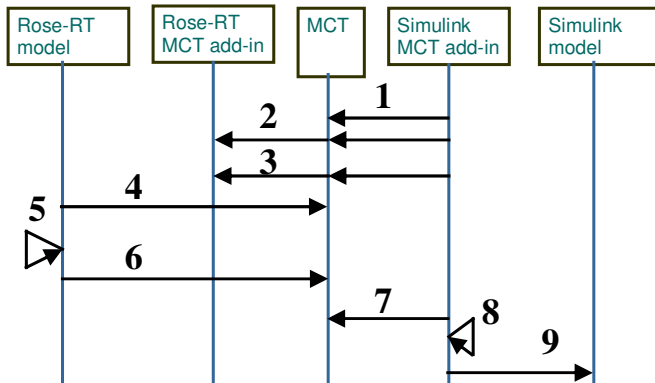 Rose-RT
model
Rose-RT
MCT add-in
MCT
Simulink
MCT add-in
Simulink
model
1
2
3
4
5
6
7
8
9